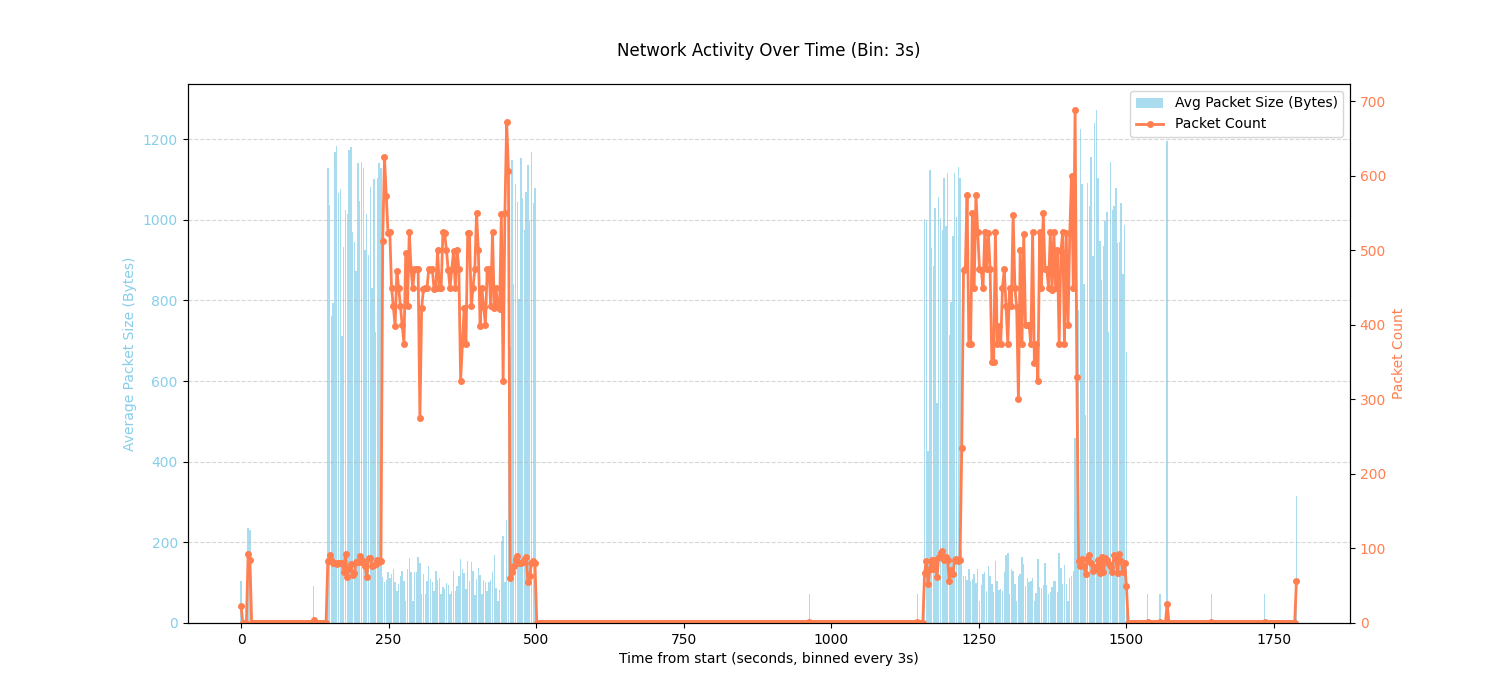 Network Activity Over Time (Bin: 3s)
Avg Packet Size (Bytes)
Packet Count
Average Packet Size (Bytes)
1200
1000
800
600
400
200
0
700
600
500
400
300
200
100
0
Packet Count
0 250 500 750 1000 1250 1500 1750
Time from start (seconds, binned every 3s)